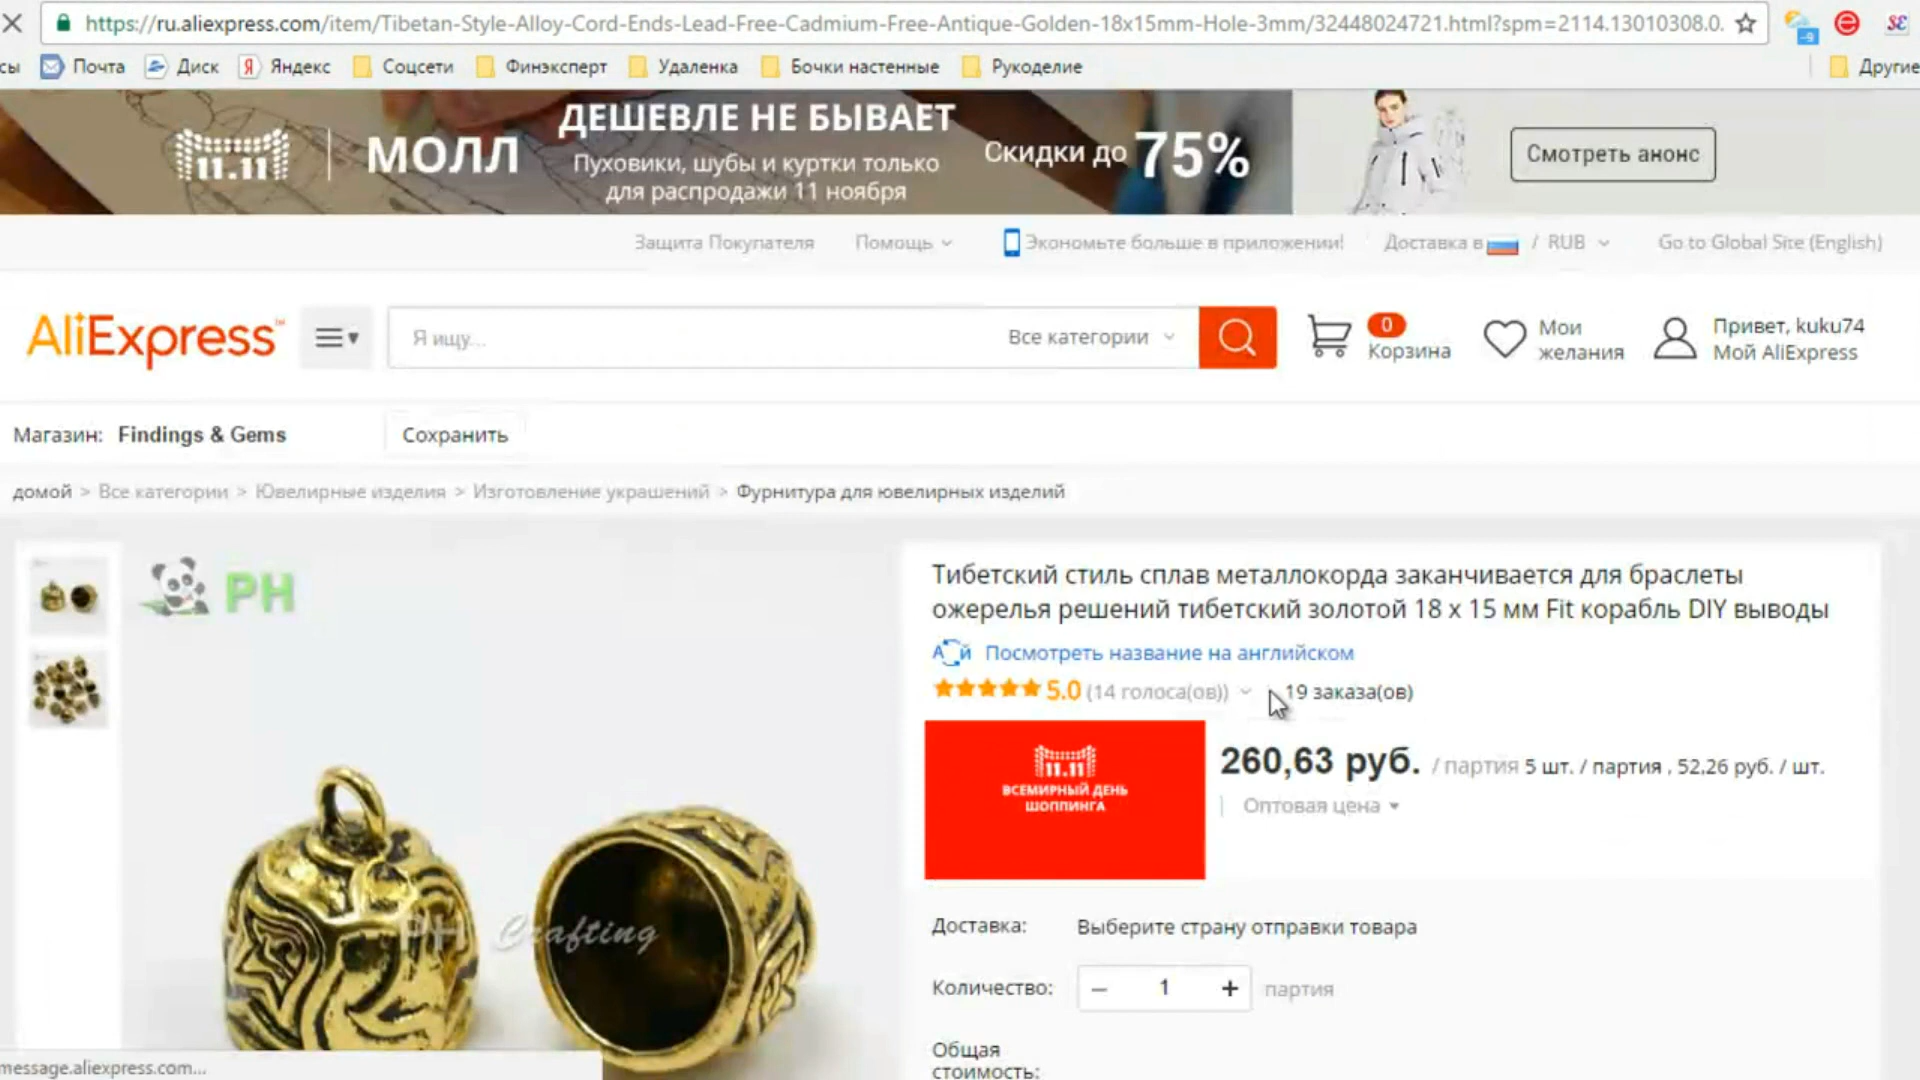 https://ru.aliexpress.com/item/Tibetan-Style-Alloy-Cord-Ends-Lead-Free-Cadmium-Free-Antique-Golden-18x15mm-Hole-3mm/32448024721.html?spm=2114.13010308.0.
-9
сы Почта Диск Яндекс Соцсети Финэксперт Удаленка Бочки настенные Рукоделие Другие
11.11 МОЛЛ
ДЕШЕВЛЕ НЕ БЫВАЕТ
Пуховики, шубы и куртки только
для распродажи 11 ноября
Скидки до 75%
Смотреть анонс
Защита Покупателя Помощь Экономьте больше в приложении! Доставка в / RUB Go to Global Site (English)
AliExpress™
Я ищу... Все категории
0
Корзина
Мои
желания
Привет, kuku74
Мой AliExpress
Магазин: Findings & Gems Сохранить
домой > Все категории > Ювелирные изделия > Изготовление украшений > Фурнитура для ювелирных изделий
PH
Тибетский стиль сплав металлокорда заканчивается для браслеты
ожерелья решений тибетский золотой 18 х 15 мм Fit корабль DIY выводы
Посмотреть название на английском
5.0 (14 голоса(ов)) 19 заказа(ов)
11.11
ВСЕМИРНЫЙ ДЕНЬ
ШОППИНГА
260,63 руб. / партия 5 шт. / партия , 52,26 руб. / шт.
Оптовая цена
PH Crafting
Доставка: Выберите страну отправки товара
Количество: – 1 + партия
Общая
стоимость:
message.aliexpress.com...